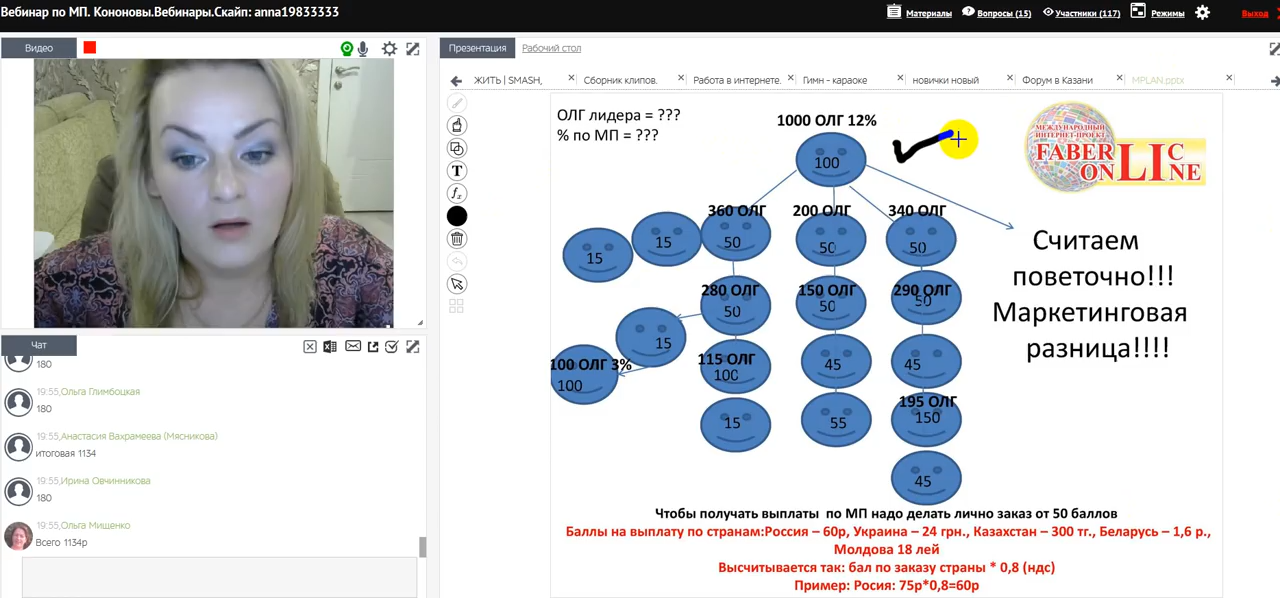 Вебинар по МП. Кононовы.Вебинары.Скайп: anna19833333
Материалы
Вопросы (15)
Участники (117)
Режимы
Выход
Видео
Презентация
Рабочий стол
ЖИТЬ | SMASH,
Сборник клипов.
Работа в интернете.
Гимн - караоке
новички новый
Форум в Казани
MPLAN.pptx
ОЛГ лидера = ???
% по МП = ???
1000 ОЛГ 12%
100
МЕЖДУНАРОДНЫЙ
ИНТЕРНЕТ-ПРОЕКТ
FABERLIC
ONLINE
360 ОЛГ
200 ОЛГ
340 ОЛГ
15
15
50
50
50
280 ОЛГ
150 ОЛГ
290 ОЛГ
50
50
50
15
100 ОЛГ 3%
100
115 ОЛГ
100
45
45
195 ОЛГ
15
55
150
45
Считаем
поветочно!!!
Маркетинговая
разница!!!!
Чтобы получать выплаты по МП надо делать лично заказ от 50 баллов
Баллы на выплату по странам:Россия – 60р, Украина – 24 грн., Казахстан – 300 тг., Беларусь – 1,6 р.,
Молдова 18 лей
Высчитывается так: бал по заказу страны * 0,8 (ндс)
Пример: Росия: 75р*0,8=60р
Чат
180
19:55,Ольга Глимбоцкая
180
19:55,Анастасия Вахрамеева (Мясникова)
итоговая 1134
19:55,Ирина Овчинникова
180
19:55,Ольга Мищенко
Всего 1134р